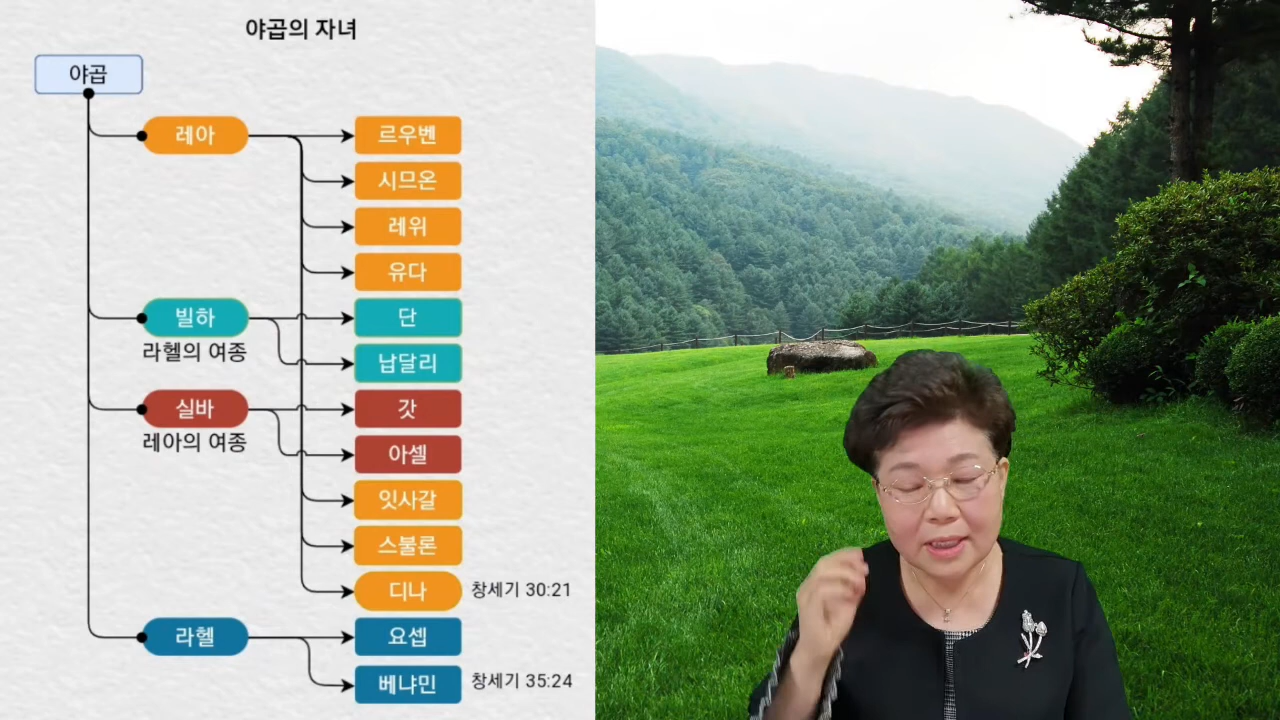 야곱의 자녀
야곱
레아
르우벤
시므온
레위
유다
빌하
단
라헬의 여종
납달리
실바
갓
레아의 여종
아셀
잇사갈
스불론
디나
창세기 30:21
라헬
요셉
베냐민
창세기 35:24